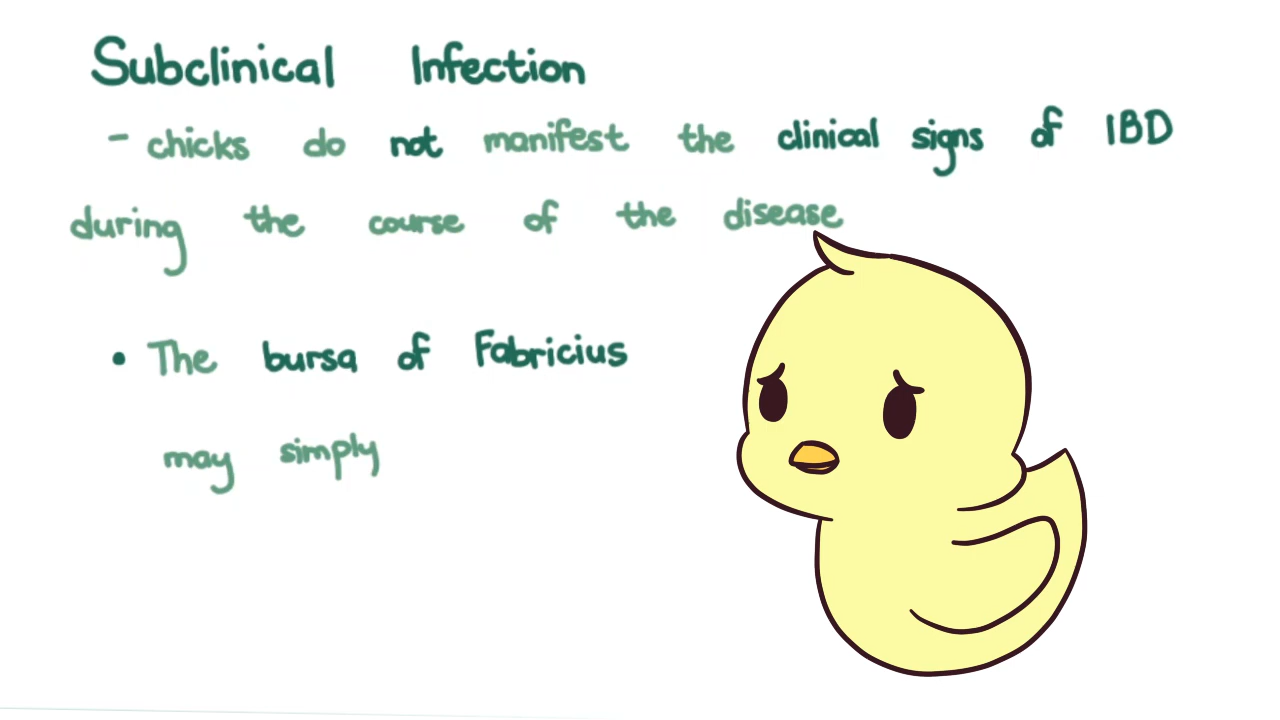 Subclinical Infection
- chicks do not manifest the clinical signs of IBD
during the course of the disease
• The bursa of Fabricius
may simply